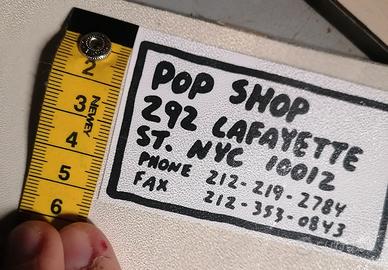 POP SHOP
292 LAFAYETTE
ST. NYC 10012
PHONE 212-219-2784
FAX 212-353-0843
2
3
NEWEY
4
5
6